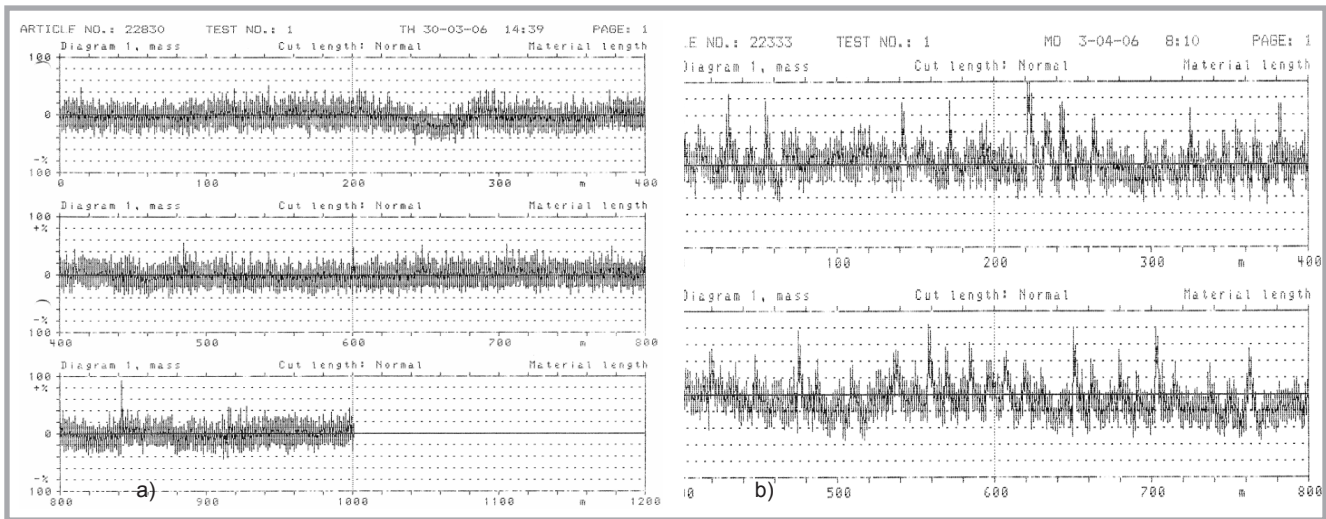 ARTICLE NO.: 22830 TEST NO.: 1 TH 30-03-06 14:39 PAGE: 1
Diagram 1, mass Cut length: Normal Material length
100
0
-%
100
0 100 200 300 m 400
Diagram 1, mass Cut length: Normal Material length
100
+%
0
-%
100
400 500 600 700 m 800
Diagram 1, mass Cut length: Normal Material length
100
+%
0
-%
100
800 900 1000 1100 m 1200
a)
LE NO.: 22333 TEST NO.: 1 MO 3-04-06 8:10 PAGE: 1
Diagram 1, mass Cut length: Normal Material length
100 200 300 m 400
Diagram 1, mass Cut length: Normal Material length
500 600 700 m 800
b)